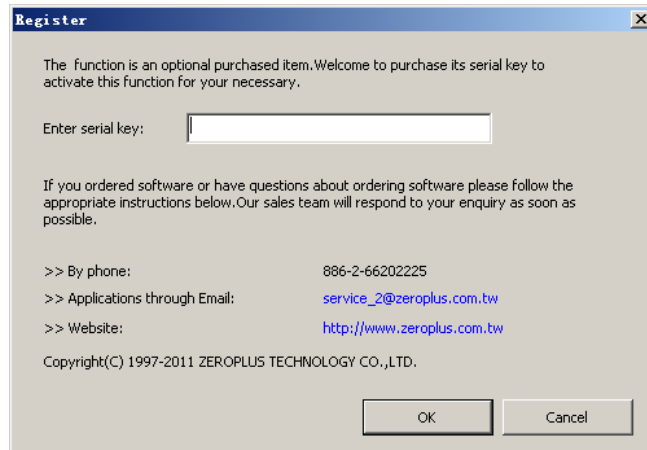 Register
The function is an optional purchased item.Welcome to purchase its serial key to
activate this function for your necessary.
Enter serial key:
If you ordered software or have questions about ordering software please follow the
appropriate instructions below.Our sales team will respond to your enquiry as soon as
possible.
>> By phone: 886-2-66202225
>> Applications through Email: service_2@zeroplus.com.tw
>> Website: http://www.zeroplus.com.tw
Copyright(C) 1997-2011 ZEROPLUS TECHNOLOGY CO.,LTD.
OK Cancel